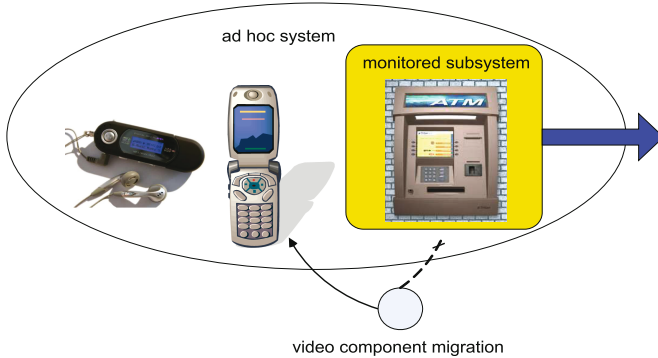 ad hoc system
monitored subsystem
ATM
video component migration